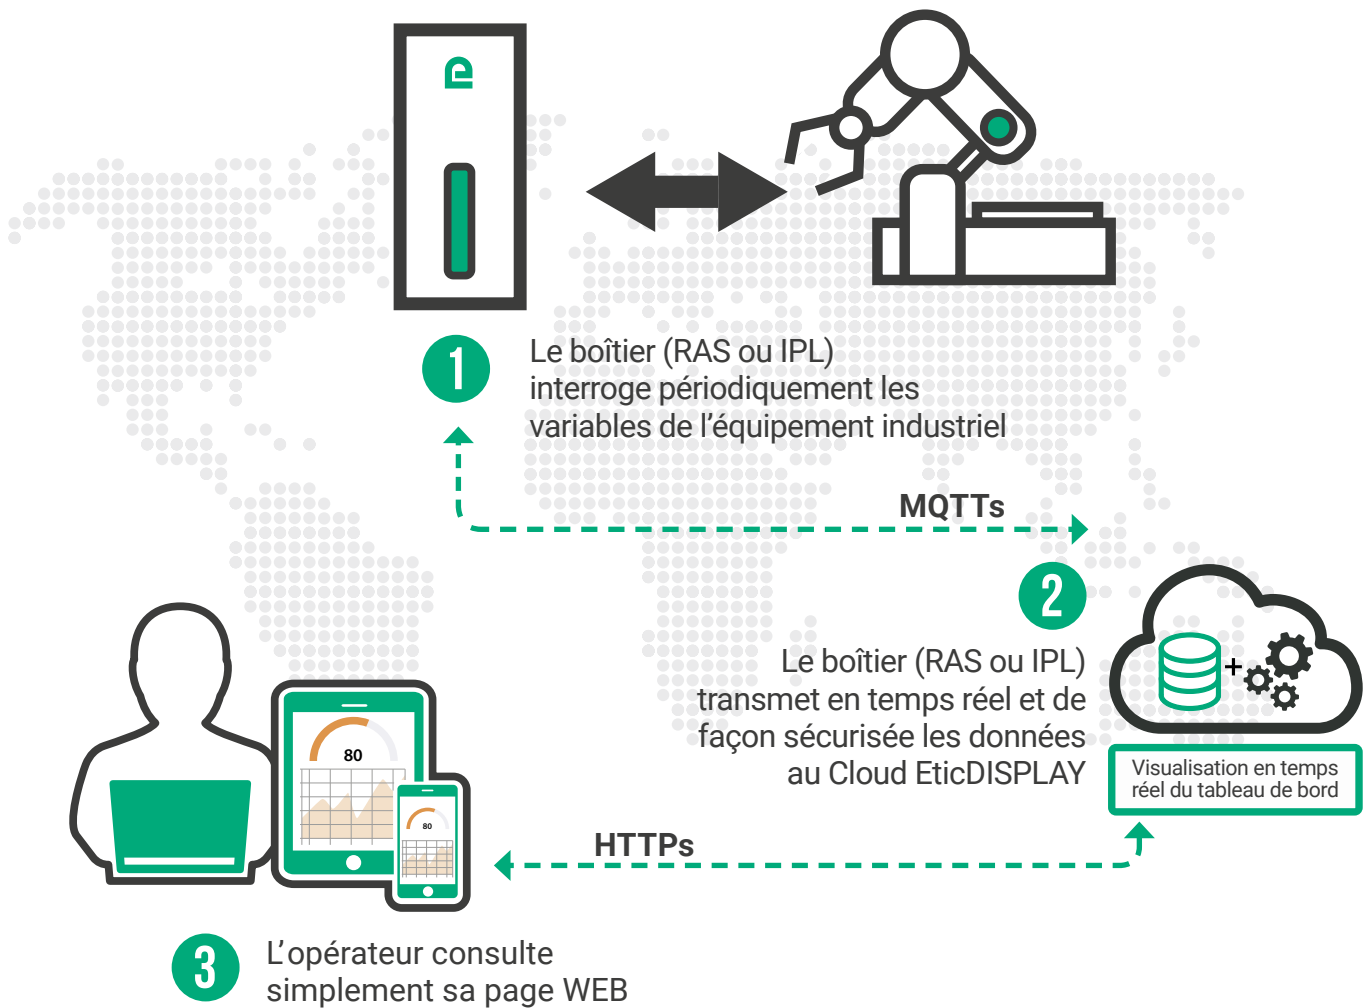 1
Le boîtier (RAS ou IPL)
interroge périodiquement les
variables de l’équipement industriel
MQTTs
2
Le boîtier (RAS ou IPL)
transmet en temps réel et de
façon sécurisée les données
au Cloud EticDISPLAY
+
Visualisation en temps
réel du tableau de bord
80
80
HTTPs
3
L’opérateur consulte
simplement sa page WEB